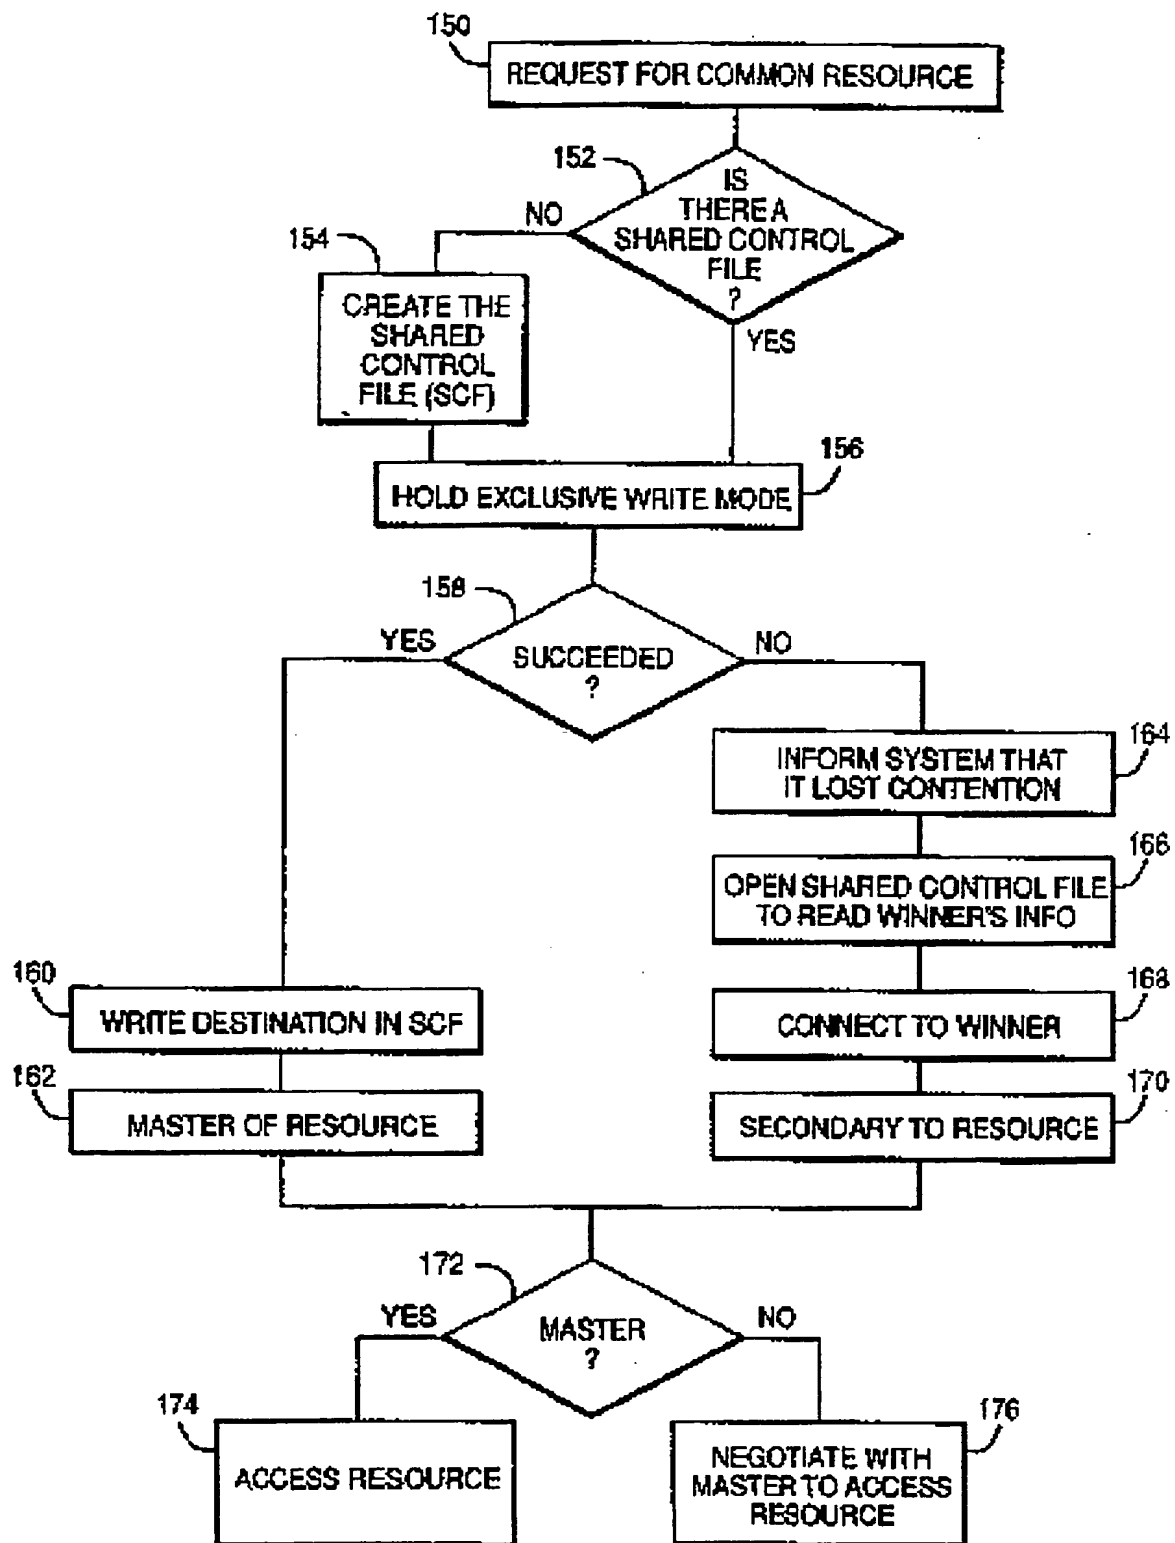 150
REQUEST FOR COMMON RESOURCE
152
IS
THERE A
SHARED CONTROL
FILE
?
NO
YES
154
CREATE THE
SHARED
CONTROL
FILE (SCF)
156
HOLD EXCLUSIVE WRITE MODE
158
YES
NO
SUCCEEDED
?
164
INFORM SYSTEM THAT
IT LOST CONTENTION
166
OPEN SHARED CONTROL FILE
TO READ WINNER'S INFO
160
WRITE DESTINATION IN SCF
168
CONNECT TO WINNER
162
MASTER OF RESOURCE
170
SECONDARY TO RESOURCE
172
YES
NO
MASTER
?
174
ACCESS RESOURCE
176
NEGOTIATE WITH
MASTER TO ACCESS
RESOURCE